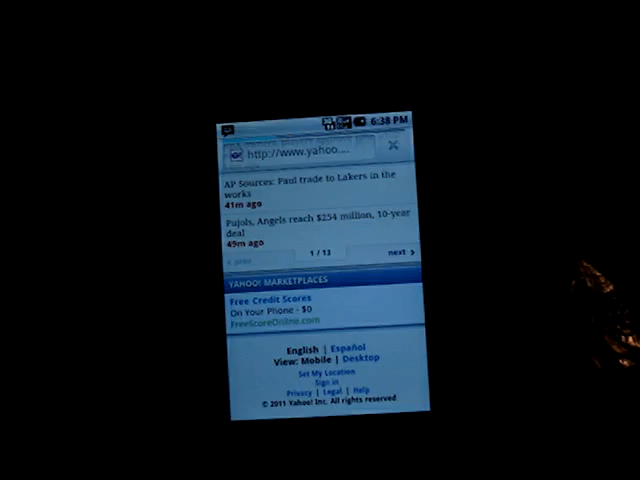 6:38 PM
http://www.yahoo....
AP Sources: Paul trade to Lakers in the
works
41m ago
Pujols, Angels reach $254 million, 10-year
deal
49m ago
‹ prev 1 / 13 next ›
YAHOO! MARKETPLACES
Free Credit Scores
On Your Phone - $0
FreeScoreOnline.com
English | Español
View: Mobile | Desktop
Set My Location
Sign in
Privacy | Legal | Help
© 2011 Yahoo! Inc. All rights reserved